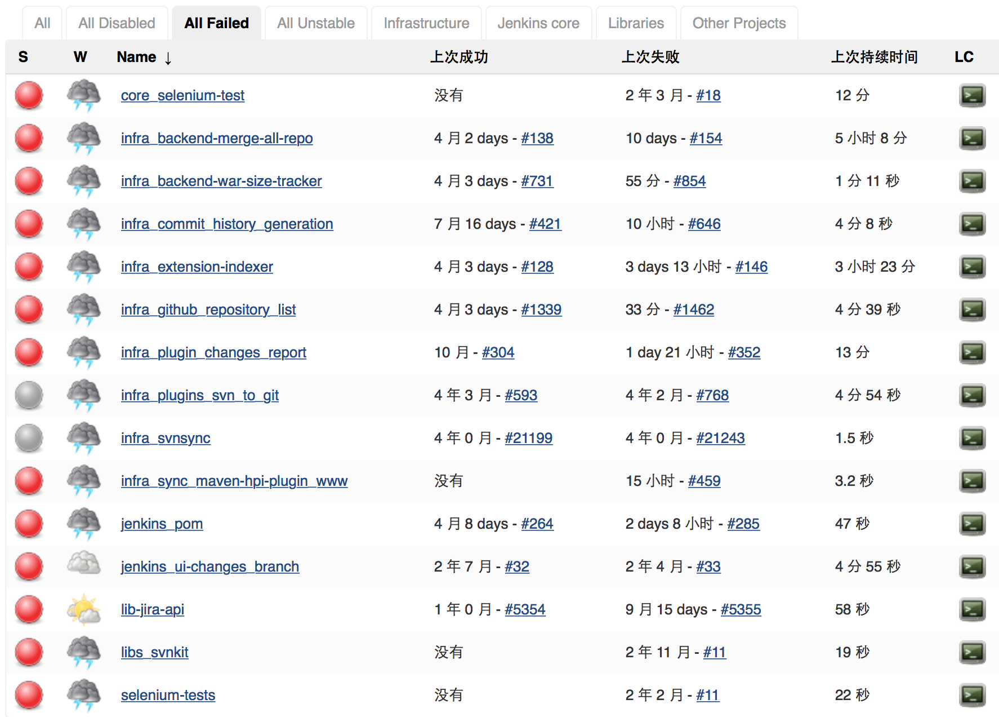 All All Disabled All Failed All Unstable Infrastructure Jenkins core Libraries Other Projects
S W Name ↓ 上次成功 上次失败 上次持续时间 LC
core_selenium-test 没有 2 年 3 月 - #18 12 分
infra_backend-merge-all-repo 4 月 2 days - #138 10 days - #154 5 小时 8 分
infra_backend-war-size-tracker 4 月 3 days - #731 55 分 - #854 1 分 11 秒
infra_commit_history_generation 7 月 16 days - #421 10 小时 - #646 4 分 8 秒
infra_extension-indexer 4 月 3 days - #128 3 days 13 小时 - #146 3 小时 23 分
infra_github_repository_list 4 月 3 days - #1339 33 分 - #1462 4 分 39 秒
infra_plugin_changes_report 10 月 - #304 1 day 21 小时 - #352 13 分
infra_plugins_svn_to_git 4 年 3 月 - #593 4 年 2 月 - #768 4 分 54 秒
infra_svnsync 4 年 0 月 - #21199 4 年 0 月 - #21243 1.5 秒
infra_sync_maven-hpi-plugin_www 没有 15 小时 - #459 3.2 秒
jenkins_pom 4 月 8 days - #264 2 days 8 小时 - #285 47 秒
jenkins_ui-changes_branch 2 年 7 月 - #32 2 年 4 月 - #33 4 分 55 秒
lib-jira-api 1 年 0 月 - #5354 9 月 15 days - #5355 58 秒
libs_svnkit 没有 2 年 11 月 - #11 19 秒
selenium-tests 没有 2 年 2 月 - #11 22 秒